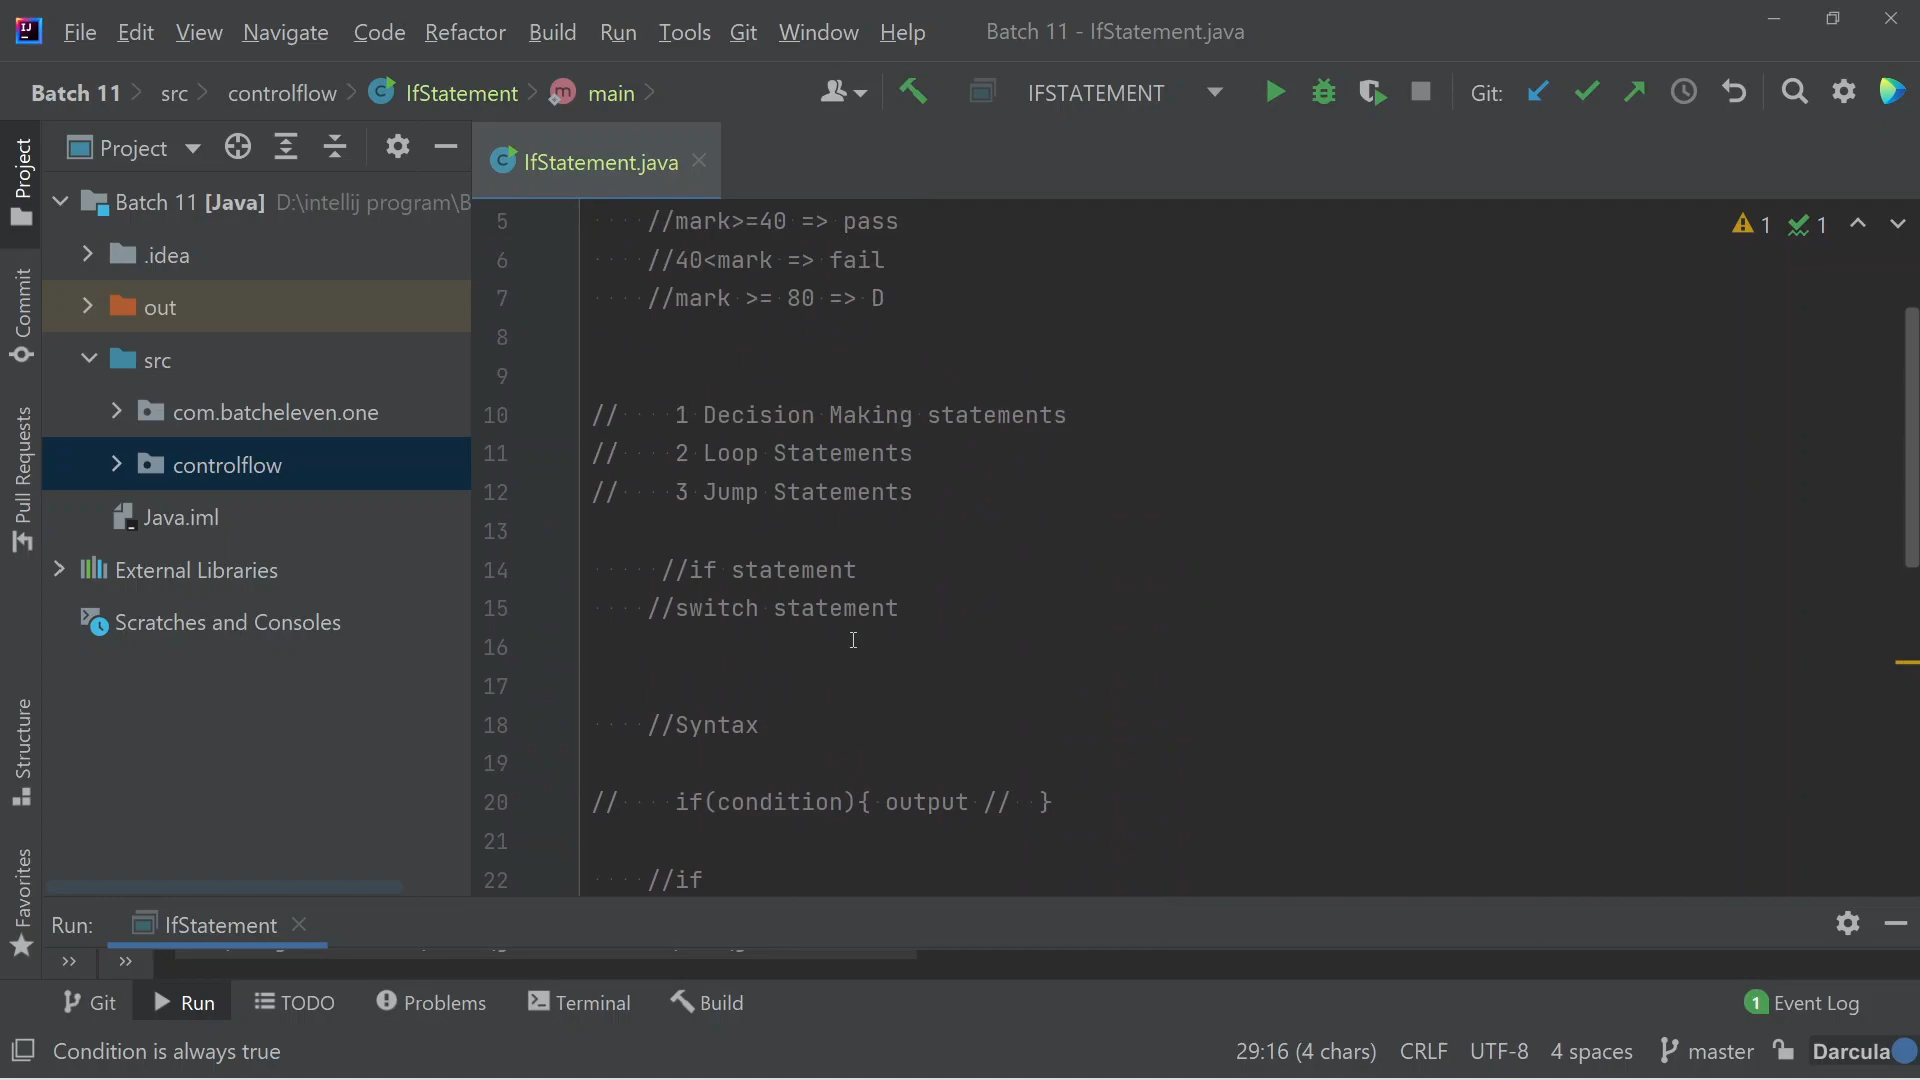 File Edit View Navigate Code Refactor Build Run Tools Git Window Help Batch 11 - IfStatement.java
Batch 11 src controlflow IfStatement main IFSTATEMENT Git:
Project
Commit
Pull Requests
Structure
Favorites
Project
Batch 11 [Java] D:\intellij program\B
.idea
out
src
com.batcheleven.one
controlflow
Java.iml
External Libraries
Scratches and Consoles
IfStatement.java
1 1
5 //mark>=40 => pass
6 //40<mark => fail
7 //mark >= 80 => D
8
9
10 // 1 Decision Making statements
11 // 2 Loop Statements
12 // 3 Jump Statements
13
14 //if statement
15 //switch statement
16
17
18 //Syntax
19
20 // if(condition){ output // }
21
22 //if
Run: IfStatement
Git Run TODO Problems Terminal Build 1 Event Log
Condition is always true 29:16 (4 chars) CRLF UTF-8 4 spaces master Darcula